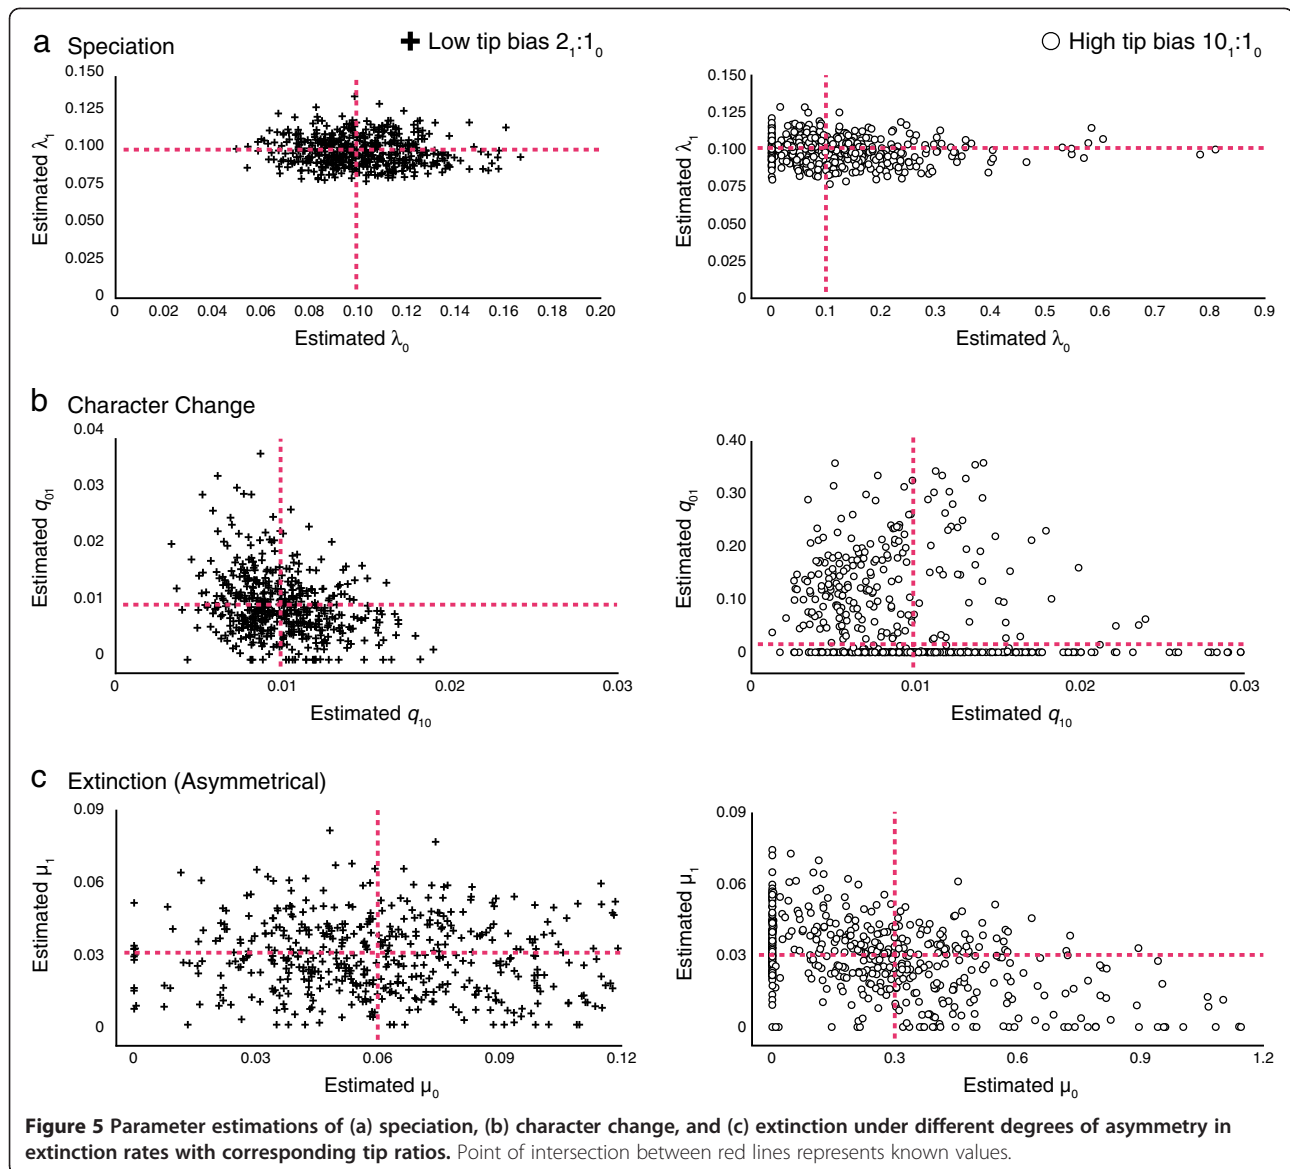 a Speciation
✚ Low tip bias 2₁:1₀
○ High tip bias 10₁:1₀
0.150
0.125
0.100
0.075
0.050
0.025
0
Estimated λ₁
0 0.02 0.04 0.06 0.08 0.10 0.12 0.14 0.16 0.18 0.20
Estimated λ₀
0.150
0.125
0.100
0.075
0.050
0.025
0
Estimated λ₁
0 0.1 0.2 0.3 0.4 0.5 0.6 0.7 0.8 0.9
Estimated λ₀
b Character Change
0.04
0.03
0.02
0.01
0
Estimated q₀₁
0 0.01 0.02 0.03
Estimated q₁₀
0.40
0.30
0.20
0.10
0
Estimated q₀₁
0 0.01 0.02 0.03
Estimated q₁₀
c Extinction (Asymmetrical)
0.09
0.06
0.03
0
Estimated µ₁
0 0.03 0.06 0.09 0.12
Estimated µ₀
0.09
0.06
0.03
0
Estimated µ₁
0 0.3 0.6 0.9 1.2
Estimated µ₀
Figure 5 Parameter estimations of (a) speciation, (b) character change, and (c) extinction under different degrees of asymmetry in
extinction rates with corresponding tip ratios. Point of intersection between red lines represents known values.